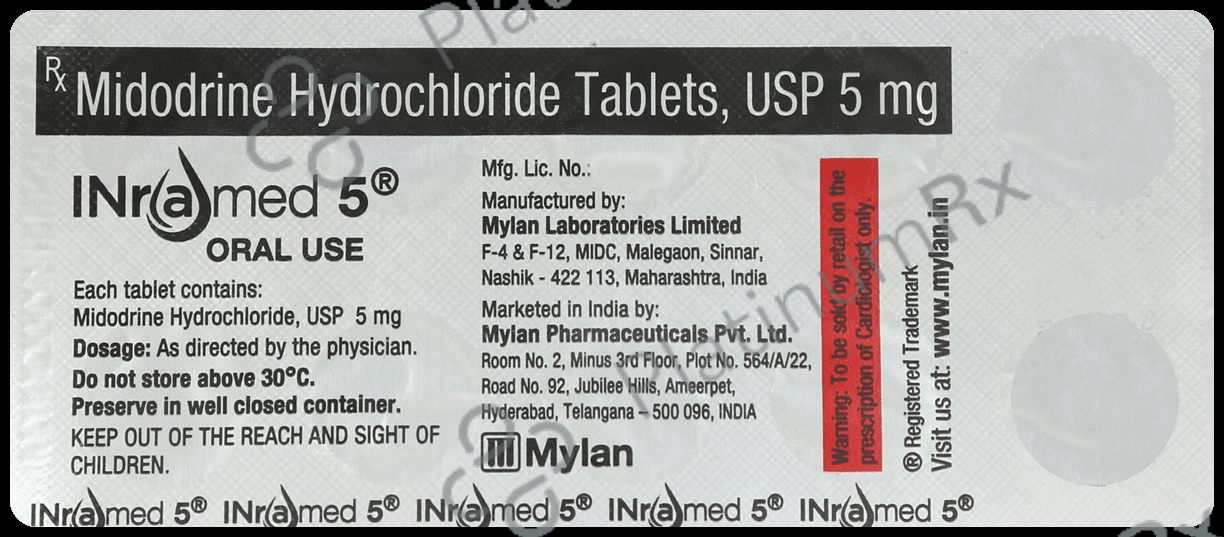 Rx Midodrine Hydrochloride Tablets, USP 5 mg
INramed 5®
ORAL USE
Each tablet contains:
Midodrine Hydrochloride, USP 5 mg
Dosage: As directed by the physician.
Do not store above 30°C.
Preserve in well closed container.
KEEP OUT OF THE REACH AND SIGHT OF
CHILDREN.
Mfg. Lic. No.:
Manufactured by:
Mylan Laboratories Limited
F-4 & F-12, MIDC, Malegaon, Sinnar,
Nashik - 422 113, Maharashtra, India
Marketed in India by:
Mylan Pharmaceuticals Pvt. Ltd.
Room No. 2, Minus 3rd Floor, Plot No. 564/A/22,
Road No. 92, Jubilee Hills, Ameerpet,
Hyderabad, Telangana – 500 096, INDIA
Mylan
Warning: To be sold by retail on the
prescription of Cardiologist only.
® Registered Trademark
Visit us at: www.mylan.in
INramed 5® INramed 5® INramed 5® INramed 5® INramed 5®
PlatinumRx